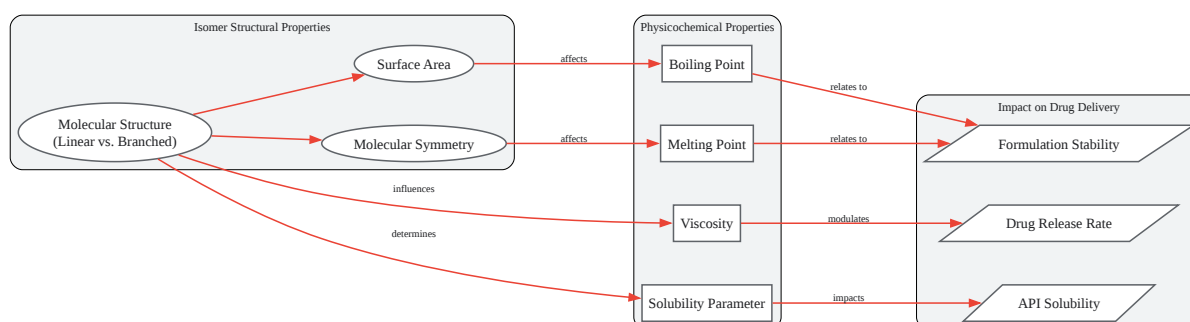 Isomer Structural Properties
Physicochemical Properties
Surface Area
affects
Boiling Point
relates to
Impact on Drug Delivery
Molecular Structure
(Linear vs. Branched)
Molecular Symmetry
affects
Melting Point
relates to
Formulation Stability
influences
Viscosity
modulates
Drug Release Rate
determines
Solubility Parameter
impacts
API Solubility